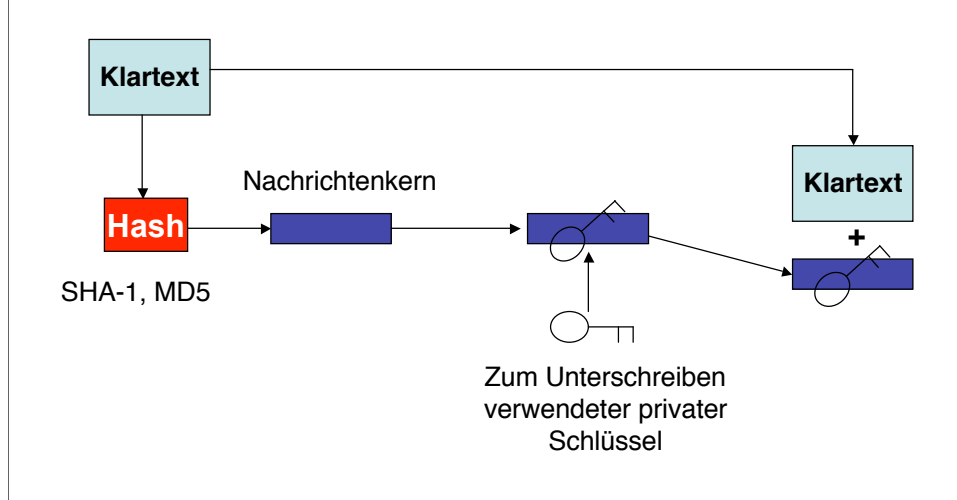 Klartext
Klartext
Nachrichtenkern
Hash
+
SHA-1, MD5
Zum Unterschreiben
verwendeter privater
Schlüssel